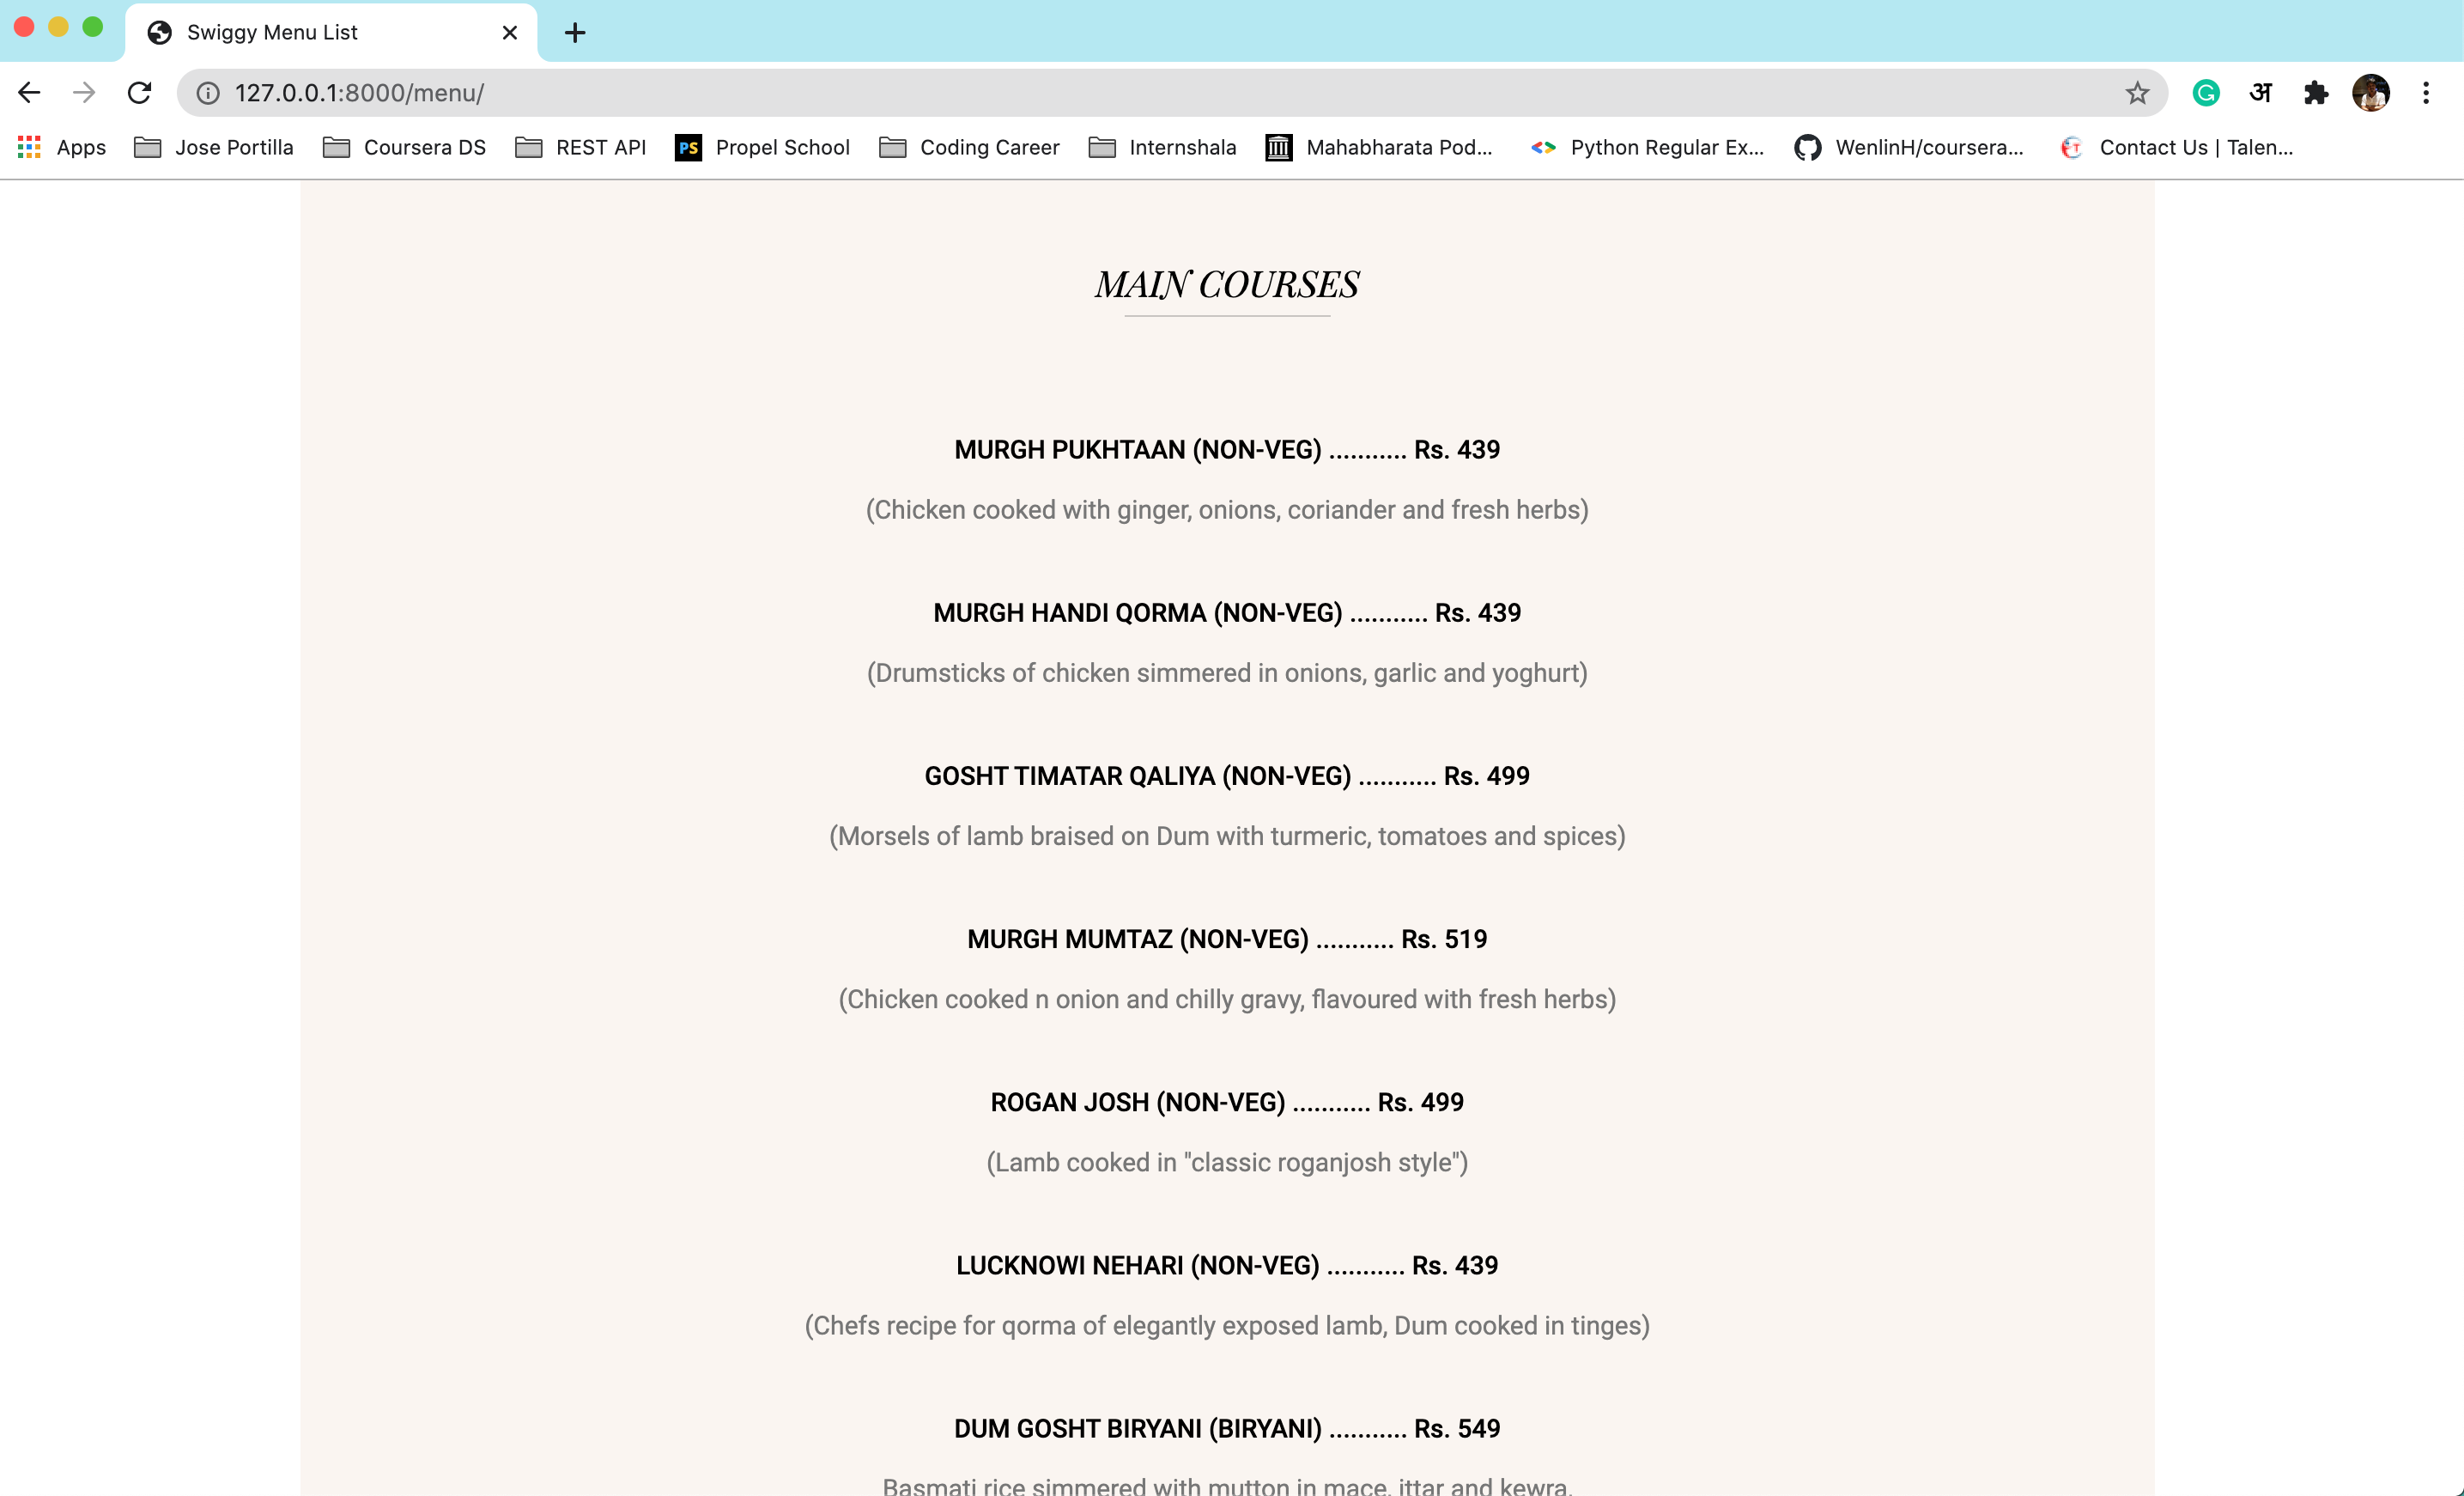 Swiggy Menu List
127.0.0.1:8000/menu/
अ
Apps Jose Portilla Coursera DS REST API PS Propel School Coding Career Internshala Mahabharata Pod... Python Regular Ex... WenlinH/coursera... Contact Us | Talen...
MAIN COURSES
MURGH PUKHTAAN (NON-VEG) ........... Rs. 439
(Chicken cooked with ginger, onions, coriander and fresh herbs)
MURGH HANDI QORMA (NON-VEG) ........... Rs. 439
(Drumsticks of chicken simmered in onions, garlic and yoghurt)
GOSHT TIMATAR QALIYA (NON-VEG) ........... Rs. 499
(Morsels of lamb braised on Dum with turmeric, tomatoes and spices)
MURGH MUMTAZ (NON-VEG) ........... Rs. 519
(Chicken cooked n onion and chilly gravy, flavoured with fresh herbs)
ROGAN JOSH (NON-VEG) ........... Rs. 499
(Lamb cooked in "classic roganjosh style")
LUCKNOWI NEHARI (NON-VEG) ........... Rs. 439
(Chefs recipe for qorma of elegantly exposed lamb, Dum cooked in tinges)
DUM GOSHT BIRYANI (BIRYANI) ........... Rs. 549
Basmati rice simmered with mutton in mace, ittar and kewra.